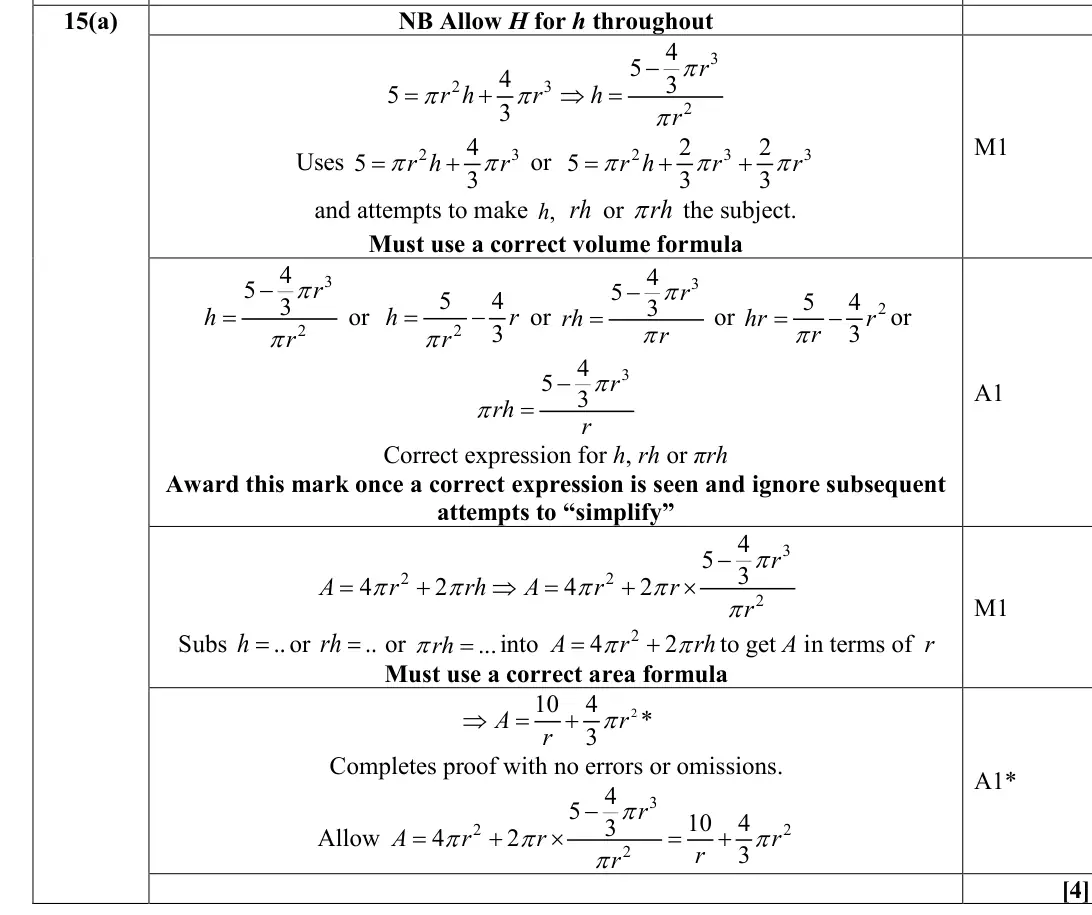 15(a)
NB Allow H for h throughout
5 = πr²h + 4/3 πr³ ⇒ h = (5 − 4/3 πr³)/(πr²)
Uses 5 = πr²h + 4/3 πr³ or 5 = πr²h + 2/3 πr³ + 2/3 πr³
and attempts to make h, rh or πrh the subject.
Must use a correct volume formula
M1
h = (5 − 4/3 πr³)/(πr²) or h = 5/(πr²) − 4/3 r or rh = (5 − 4/3 πr³)/(πr) or hr = 5/(πr) − 4/3 r² or
πrh = (5 − 4/3 πr³)/r
Correct expression for h, rh or πrh
Award this mark once a correct expression is seen and ignore subsequent
attempts to “simplify”
A1
A = 4πr² + 2πrh ⇒ A = 4πr² + 2πr × (5 − 4/3 πr³)/(πr²)
Subs h = .. or rh = .. or πrh = ... into A = 4πr² + 2πrh to get A in terms of r
Must use a correct area formula
M1
⇒ A = 10/r + 4/3 πr² *
Completes proof with no errors or omissions.
Allow A = 4πr² + 2πr × (5 − 4/3 πr³)/(πr²) = 10/r + 4/3 πr²
A1*
[4]